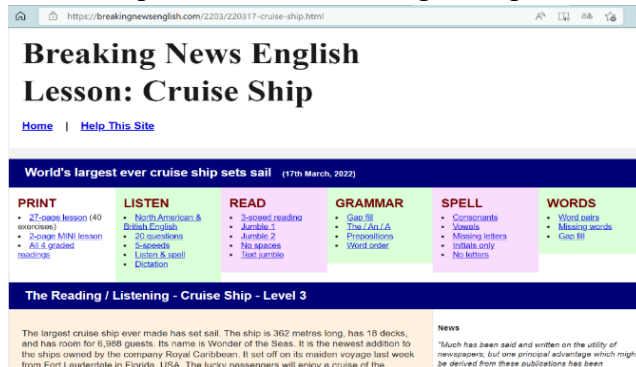 https://breakingnewsenglish.com/2203/220317-cruise-ship.html
Breaking News English
Lesson: Cruise Ship
Home | Help This Site
World's largest ever cruise ship sets sail (17th March, 2022)
PRINT
• 27-page lesson (40
exercises)
• 2-page MINI lesson
• All 4 graded
readings
LISTEN
• North American &
British English
• 20 questions
• 5-speeds
• Listen & spell
• Dictation
READ
• 3-speed reading
• Jumble 1
• Jumble 2
• No spaces
• Text jumble
GRAMMAR
• Gap fill
• The / An / A
• Prepositions
• Word order
SPELL
• Consonants
• Vowels
• Missing letters
• Initials only
• No letters
WORDS
• Word pairs
• Missing words
• Gap fill
The Reading / Listening - Cruise Ship - Level 3
The largest cruise ship ever made has set sail. The ship is 362 metres long, has 18 decks,
and has room for 6,988 guests. Its name is Wonder of the Seas. It is the newest addition to
the ships owned by the company Royal Caribbean. It set off on its maiden voyage last week
from Fort Lauderdale in Florida, USA. The lucky passengers will enjoy a cruise of the
News
"Much has been said and written on the utility of
newspapers; but one principal advantage which might
be derived from these publications has been